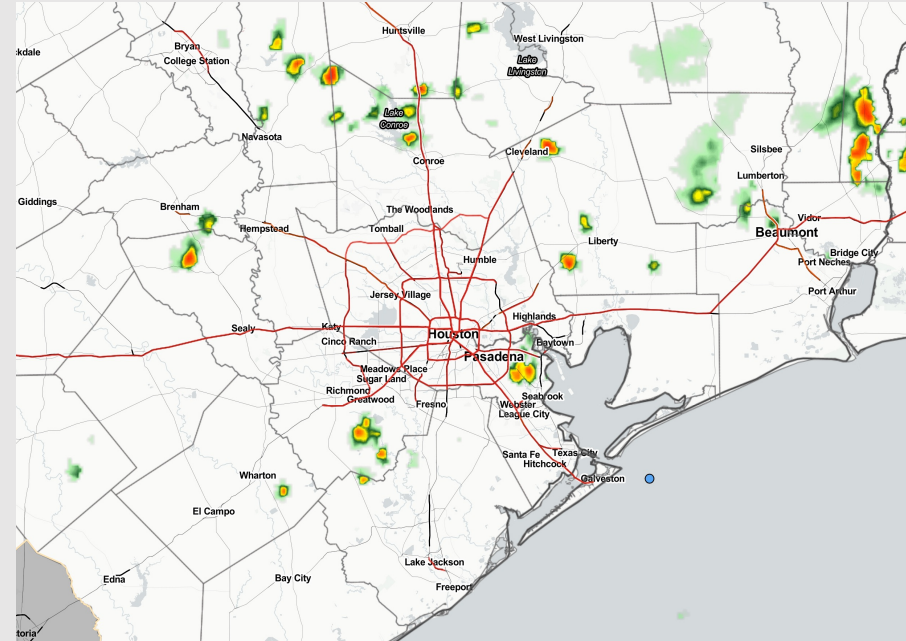 Huntsville
West Livingston
Bryan
College Station
Lake
Livingston
Lake
Conroe
Navasota
Conroe
Cleveland
Silsbee
Lumberton
Giddings
Brenham
Hempstead
The Woodlands
Tomball
Humble
Liberty
Vidor
Beaumont
Bridge City
Port Neches
Port Arthur
Jersey Village
Highlands
Sealy
Katy
Cinco Ranch
Houston
Baytown
Pasadena
Meadows Place
Sugar Land
Richmond
Greatwood
Fresno
Seabrook
Webster
League City
Santa Fe
Texas City
Hitchcock
Galveston
Wharton
El Campo
Lake Jackson
Edna
Bay City
Freeport